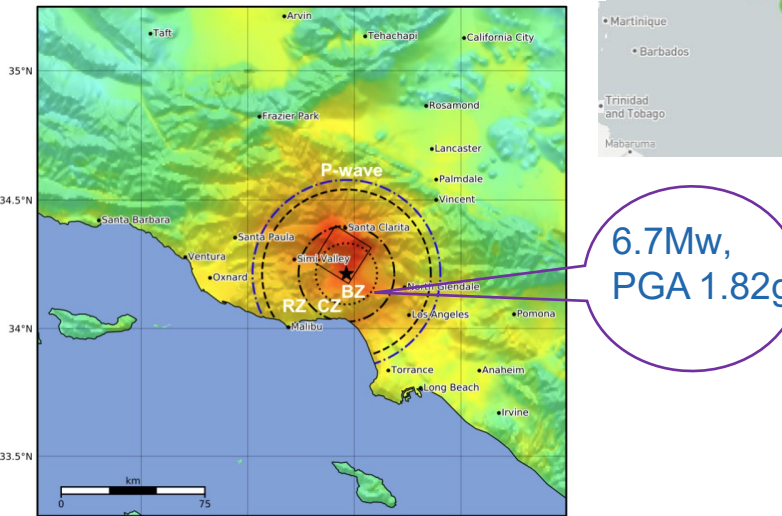 Arvin
Taft
Tehachapi
California City
35°N
Rosamond
Frazier Park
Lancaster
P-wave
Palmdale
34.5°N
Vincent
Santa Barbara
Santa Clarita
Santa Paula
Ventura
Simi Valley
Oxnard
BZ
North Glendale
RZ CZ
Los Angeles
Pomona
34°N
Malibu
Torrance
Anaheim
Long Beach
Irvine
33.5°N
km
0
75
Martinique
Barbados
Trinidad
and Tobago
Mabaruma
6.7Mw,
PGA 1.82g